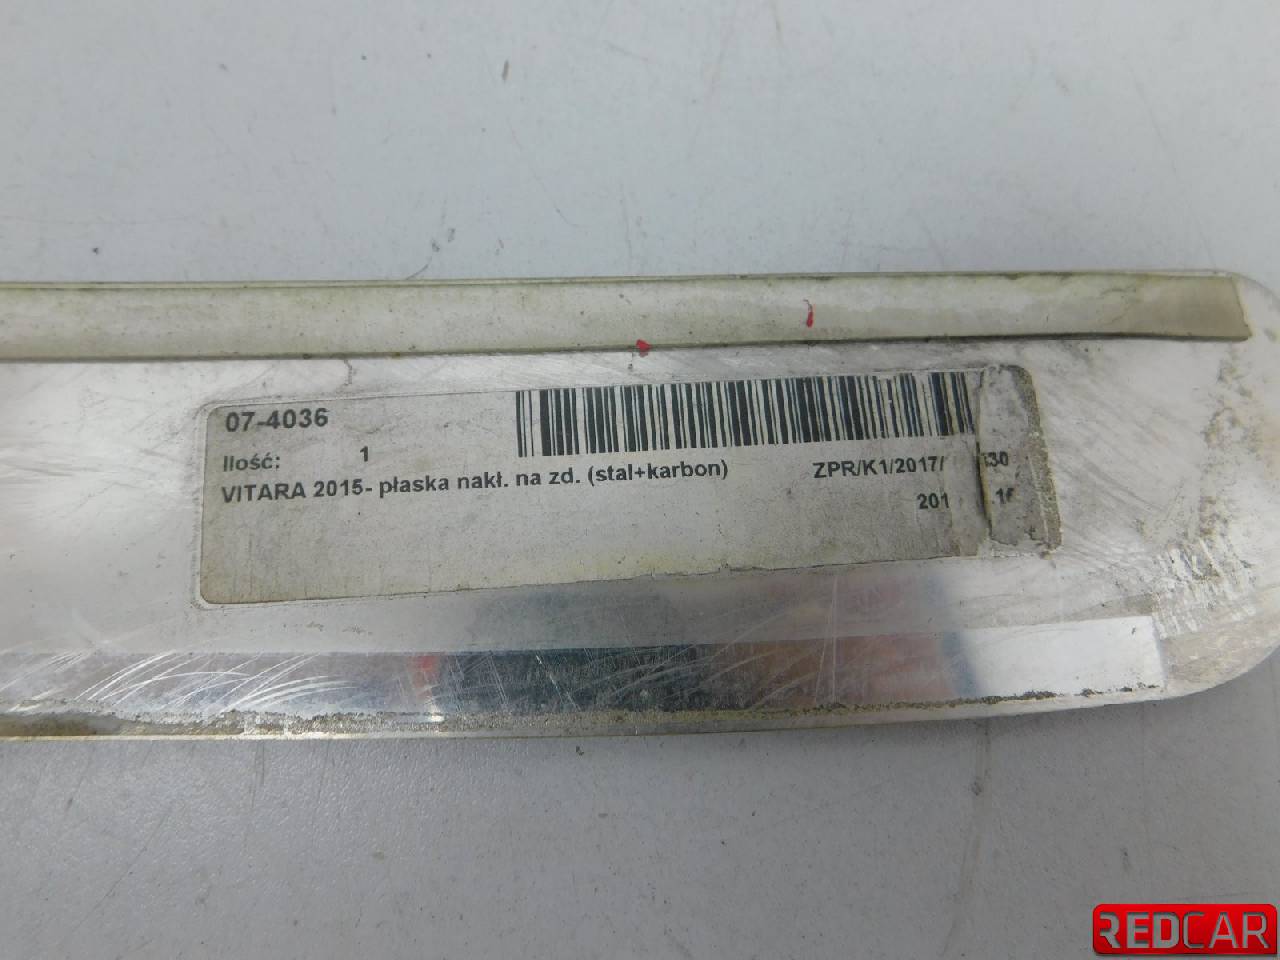 07-4036
Ilość: 1
VITARA 2015- płaska nakł. na zd. (stal+karbon)
ZPR/K1/2017/
201
REDCAR